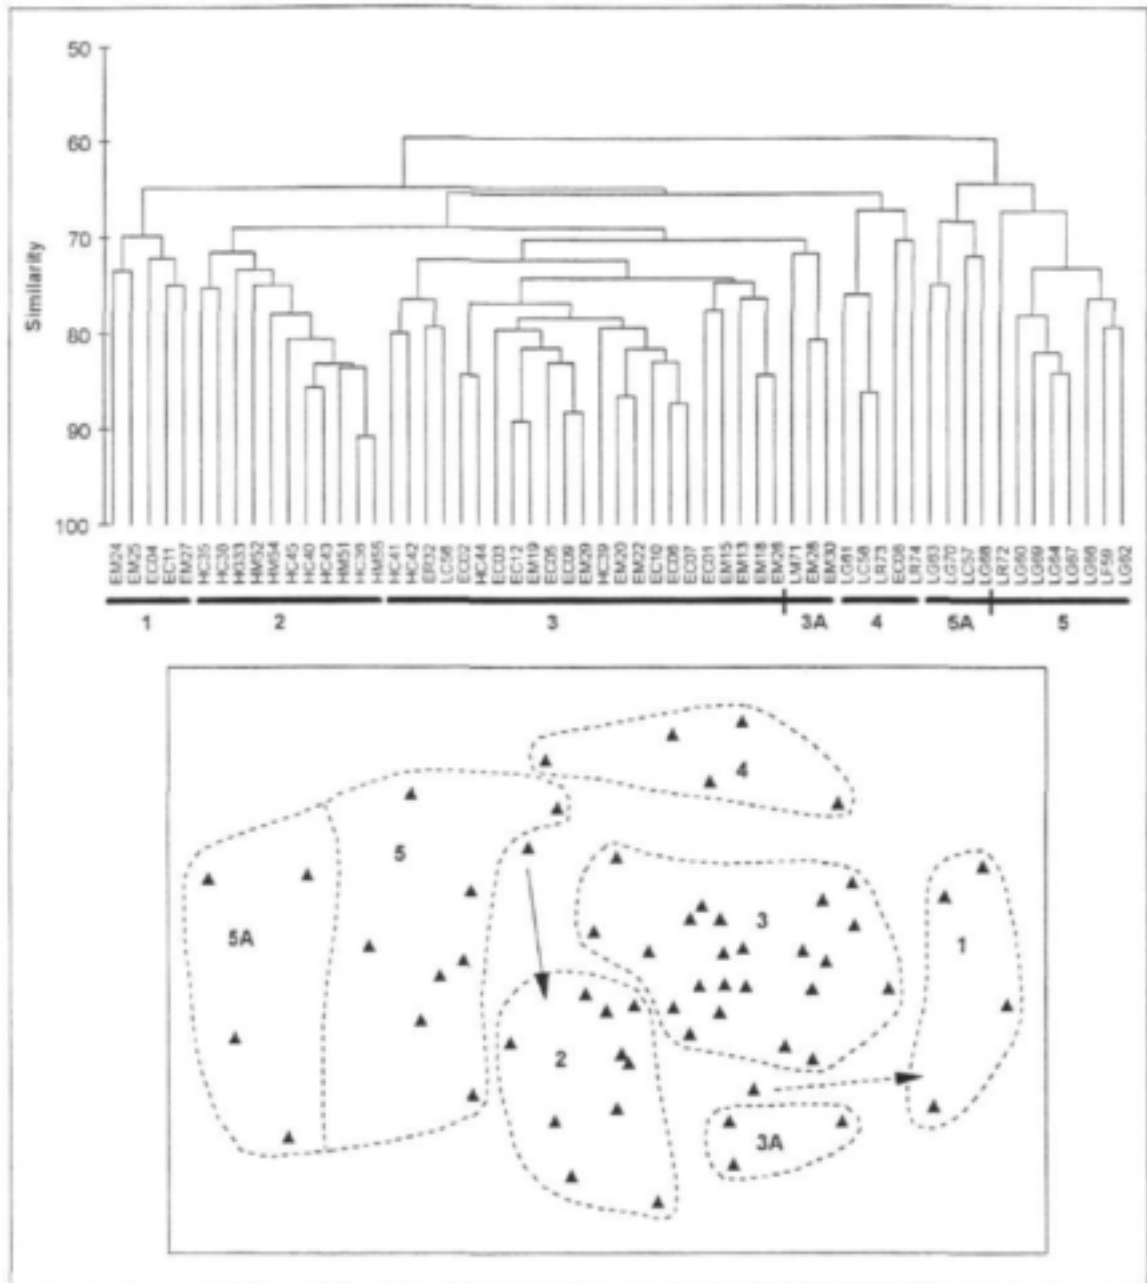 50
60
70
80
90
100
Similarity
EM24
EM25
EC04
EC11
EM27
HC35
HC38
HG33
HM52
HM54
HC45
HC40
HC43
HM51
HC36
HM55
HC41
HC42
ER32
LC56
EC02
HC44
EC03
EC12
EM19
EC05
EC09
EM29
HC39
EM20
EM22
EC10
EC06
EC07
EC01
EM15
EM13
EM18
EM26
LM71
EM28
EM30
LG61
LC58
LR73
EC08
LR74
LG63
LG70
LC57
LR72
LG60
LG69
LG64
LG67
LF59
LG62
1 2 3 3A 4 5A 5
4
5
3
5A
1
2
3A